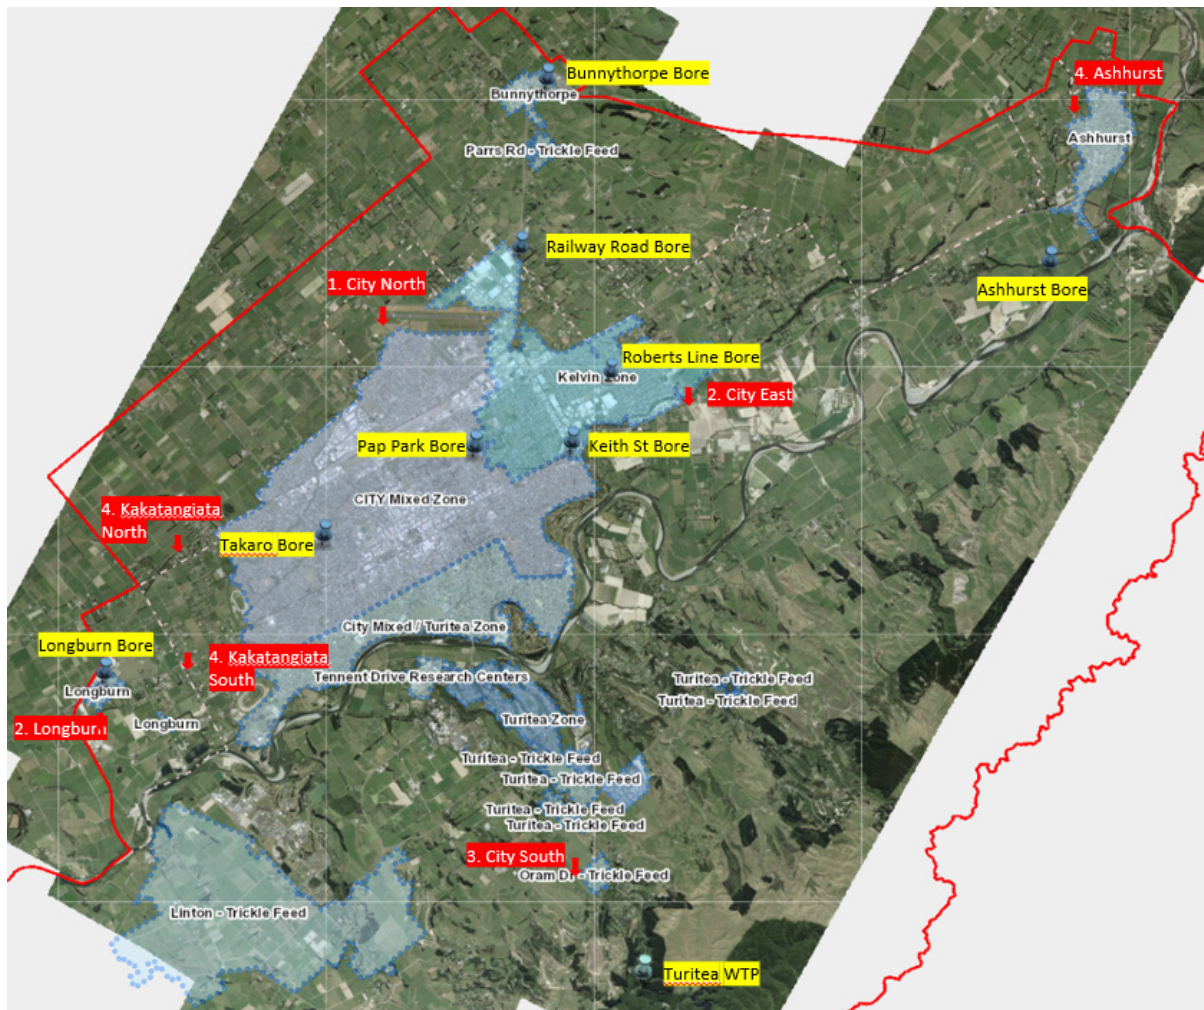 Bunnythorpe Bore
Bunnythorpe
4. Ashhurst
Ashhurst
Parrs Rd - Trickle Feed
Railway Road Bore
Ashhurst Bore
1. City North
Roberts Line Bore
Kelvin Zone
2. City East
Pap Park Bore
Keith St Bore
CITY Mixed Zone
4. Kakatangiata
North
Takaro Bore
City Mixed / Turitea Zone
Longburn Bore
4. Kakatangiata
South
Tennent Drive Research Centers
Turitea - Trickle Feed
Turitea - Trickle Feed
Longburn
Longburn
2. Longburn
Turitea Zone
Turitea - Trickle Feed
Turitea - Trickle Feed
Turitea - Trickle Feed
Turitea - Trickle Feed
3. City South
Oram Dr - Trickle Feed
Linton - Trickle Feed
Turitea WTP